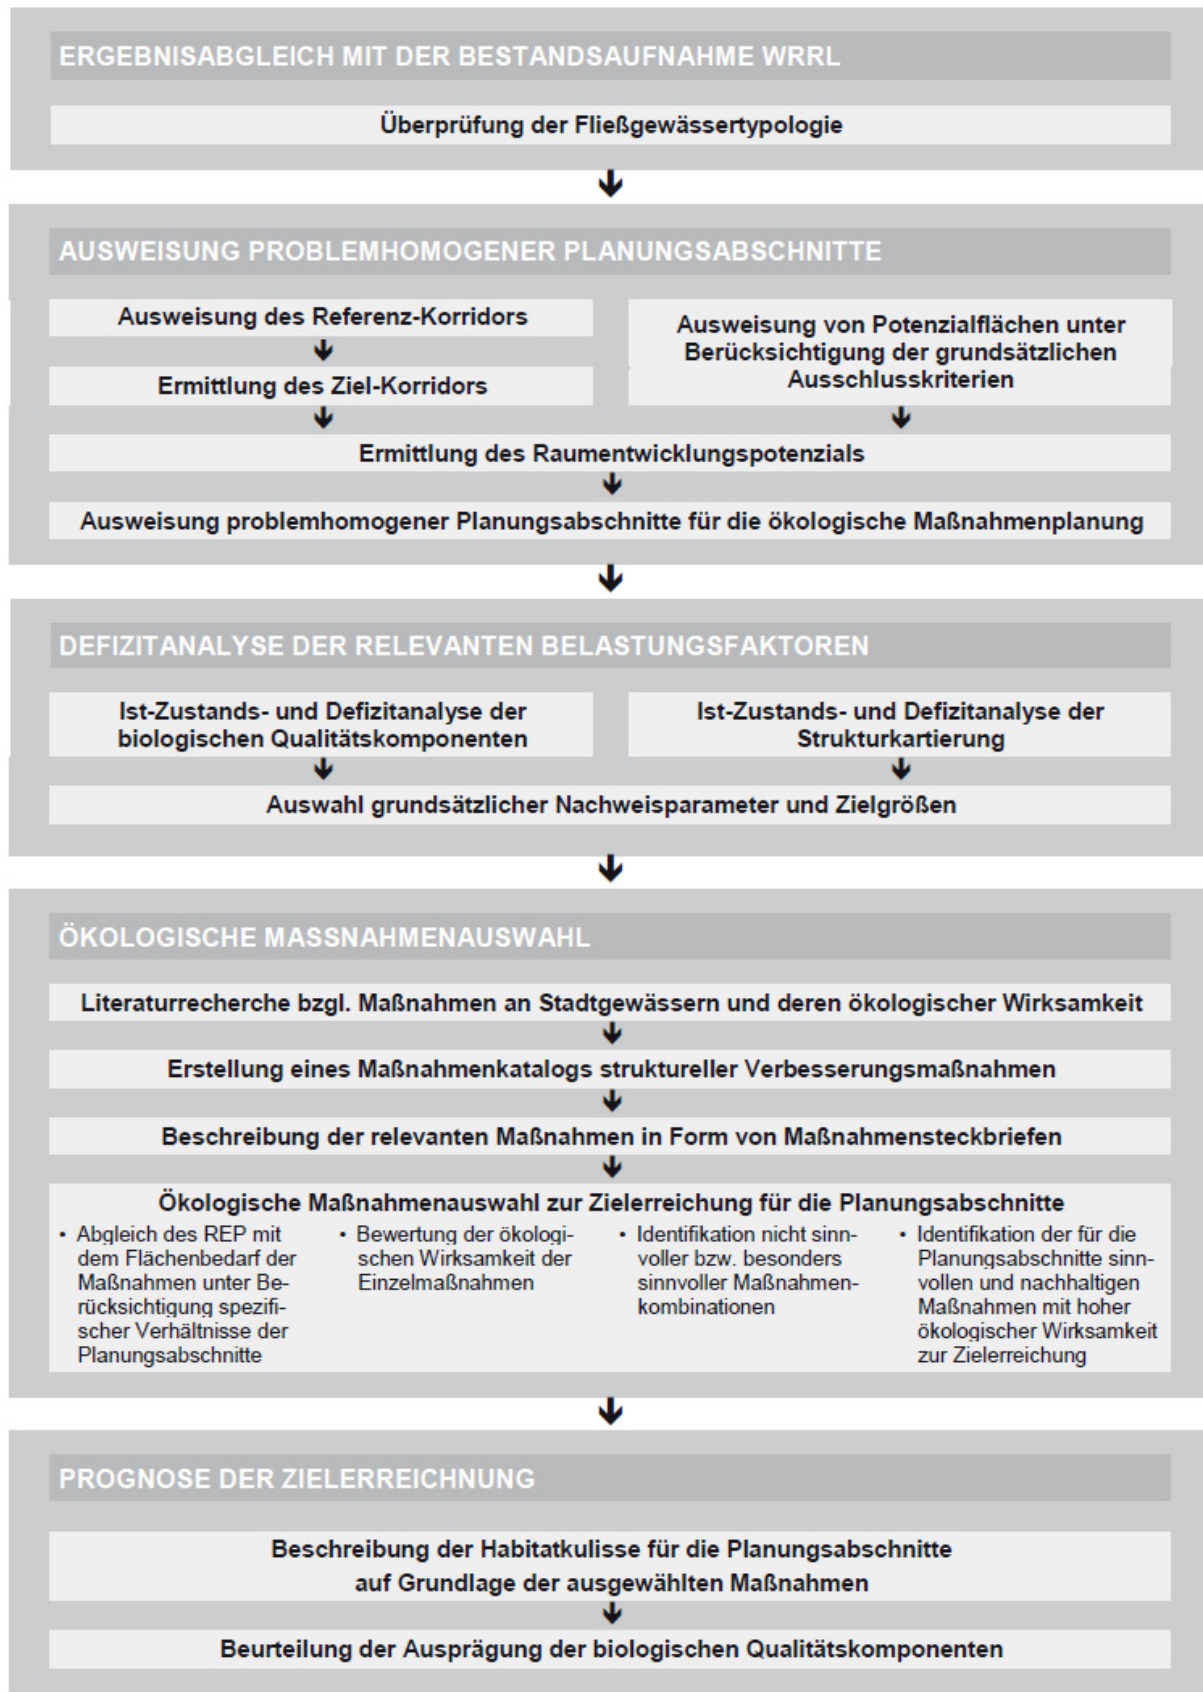 ERGEBNISABGLEICH MIT DER BESTANDSAUFNAHME WRRL
Überprüfung der Fließgewässertypologie
AUSWEISUNG PROBLEMHOMOGENER PLANUNGSABSCHNITTE
Ausweisung des Referenz-Korridors
Ermittlung des Ziel-Korridors
Ausweisung von Potenzialflächen unter
Berücksichtigung der grundsätzlichen
Ausschlusskriterien
Ermittlung des Raumentwicklungspotenzials
Ausweisung problemhomogener Planungsabschnitte für die ökologische Maßnahmenplanung
DEFIZITANALYSE DER RELEVANTEN BELASTUNGSFAKTOREN
Ist-Zustands- und Defizitanalyse der
biologischen Qualitätskomponenten
Ist-Zustands- und Defizitanalyse der
Strukturkartierung
Auswahl grundsätzlicher Nachweisparameter und Zielgrößen
ÖKOLOGISCHE MASSNAHMENAUSWAHL
Literaturrecherche bzgl. Maßnahmen an Stadtgewässern und deren ökologischer Wirksamkeit
Erstellung eines Maßnahmenkatalogs struktureller Verbesserungsmaßnahmen
Beschreibung der relevanten Maßnahmen in Form von Maßnahmensteckbriefen
Ökologische Maßnahmenauswahl zur Zielerreichung für die Planungsabschnitte
• Abgleich des REP mit
dem Flächenbedarf der
Maßnahmen unter Be-
rücksichtigung spezifi-
scher Verhältnisse der
Planungsabschnitte
• Bewertung der ökologi-
schen Wirksamkeit der
Einzelmaßnahmen
• Identifikation nicht sinn-
voller bzw. besonders
sinnvoller Maßnahmen-
kombinationen
• Identifikation der für die
Planungsabschnitte sinn-
vollen und nachhaltigen
Maßnahmen mit hoher
ökologischer Wirksamkeit
zur Zielerreichung
PROGNOSE DER ZIELERREICHNUNG
Beschreibung der Habitatkulisse für die Planungsabschnitte
auf Grundlage der ausgewählten Maßnahmen
Beurteilung der Ausprägung der biologischen Qualitätskomponenten